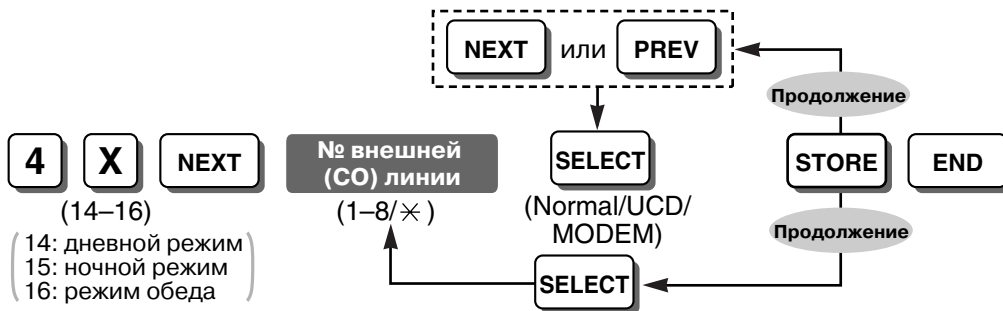 NEXT или PREV
Продолжение
4 X NEXT
№ внешней
(CO) линии
SELECT
STORE END
(14–16)
(1–8/✳)
(Normal/UCD/
MODEM)
Продолжение
14: дневной режим
15: ночной режим
16: режим обеда
SELECT